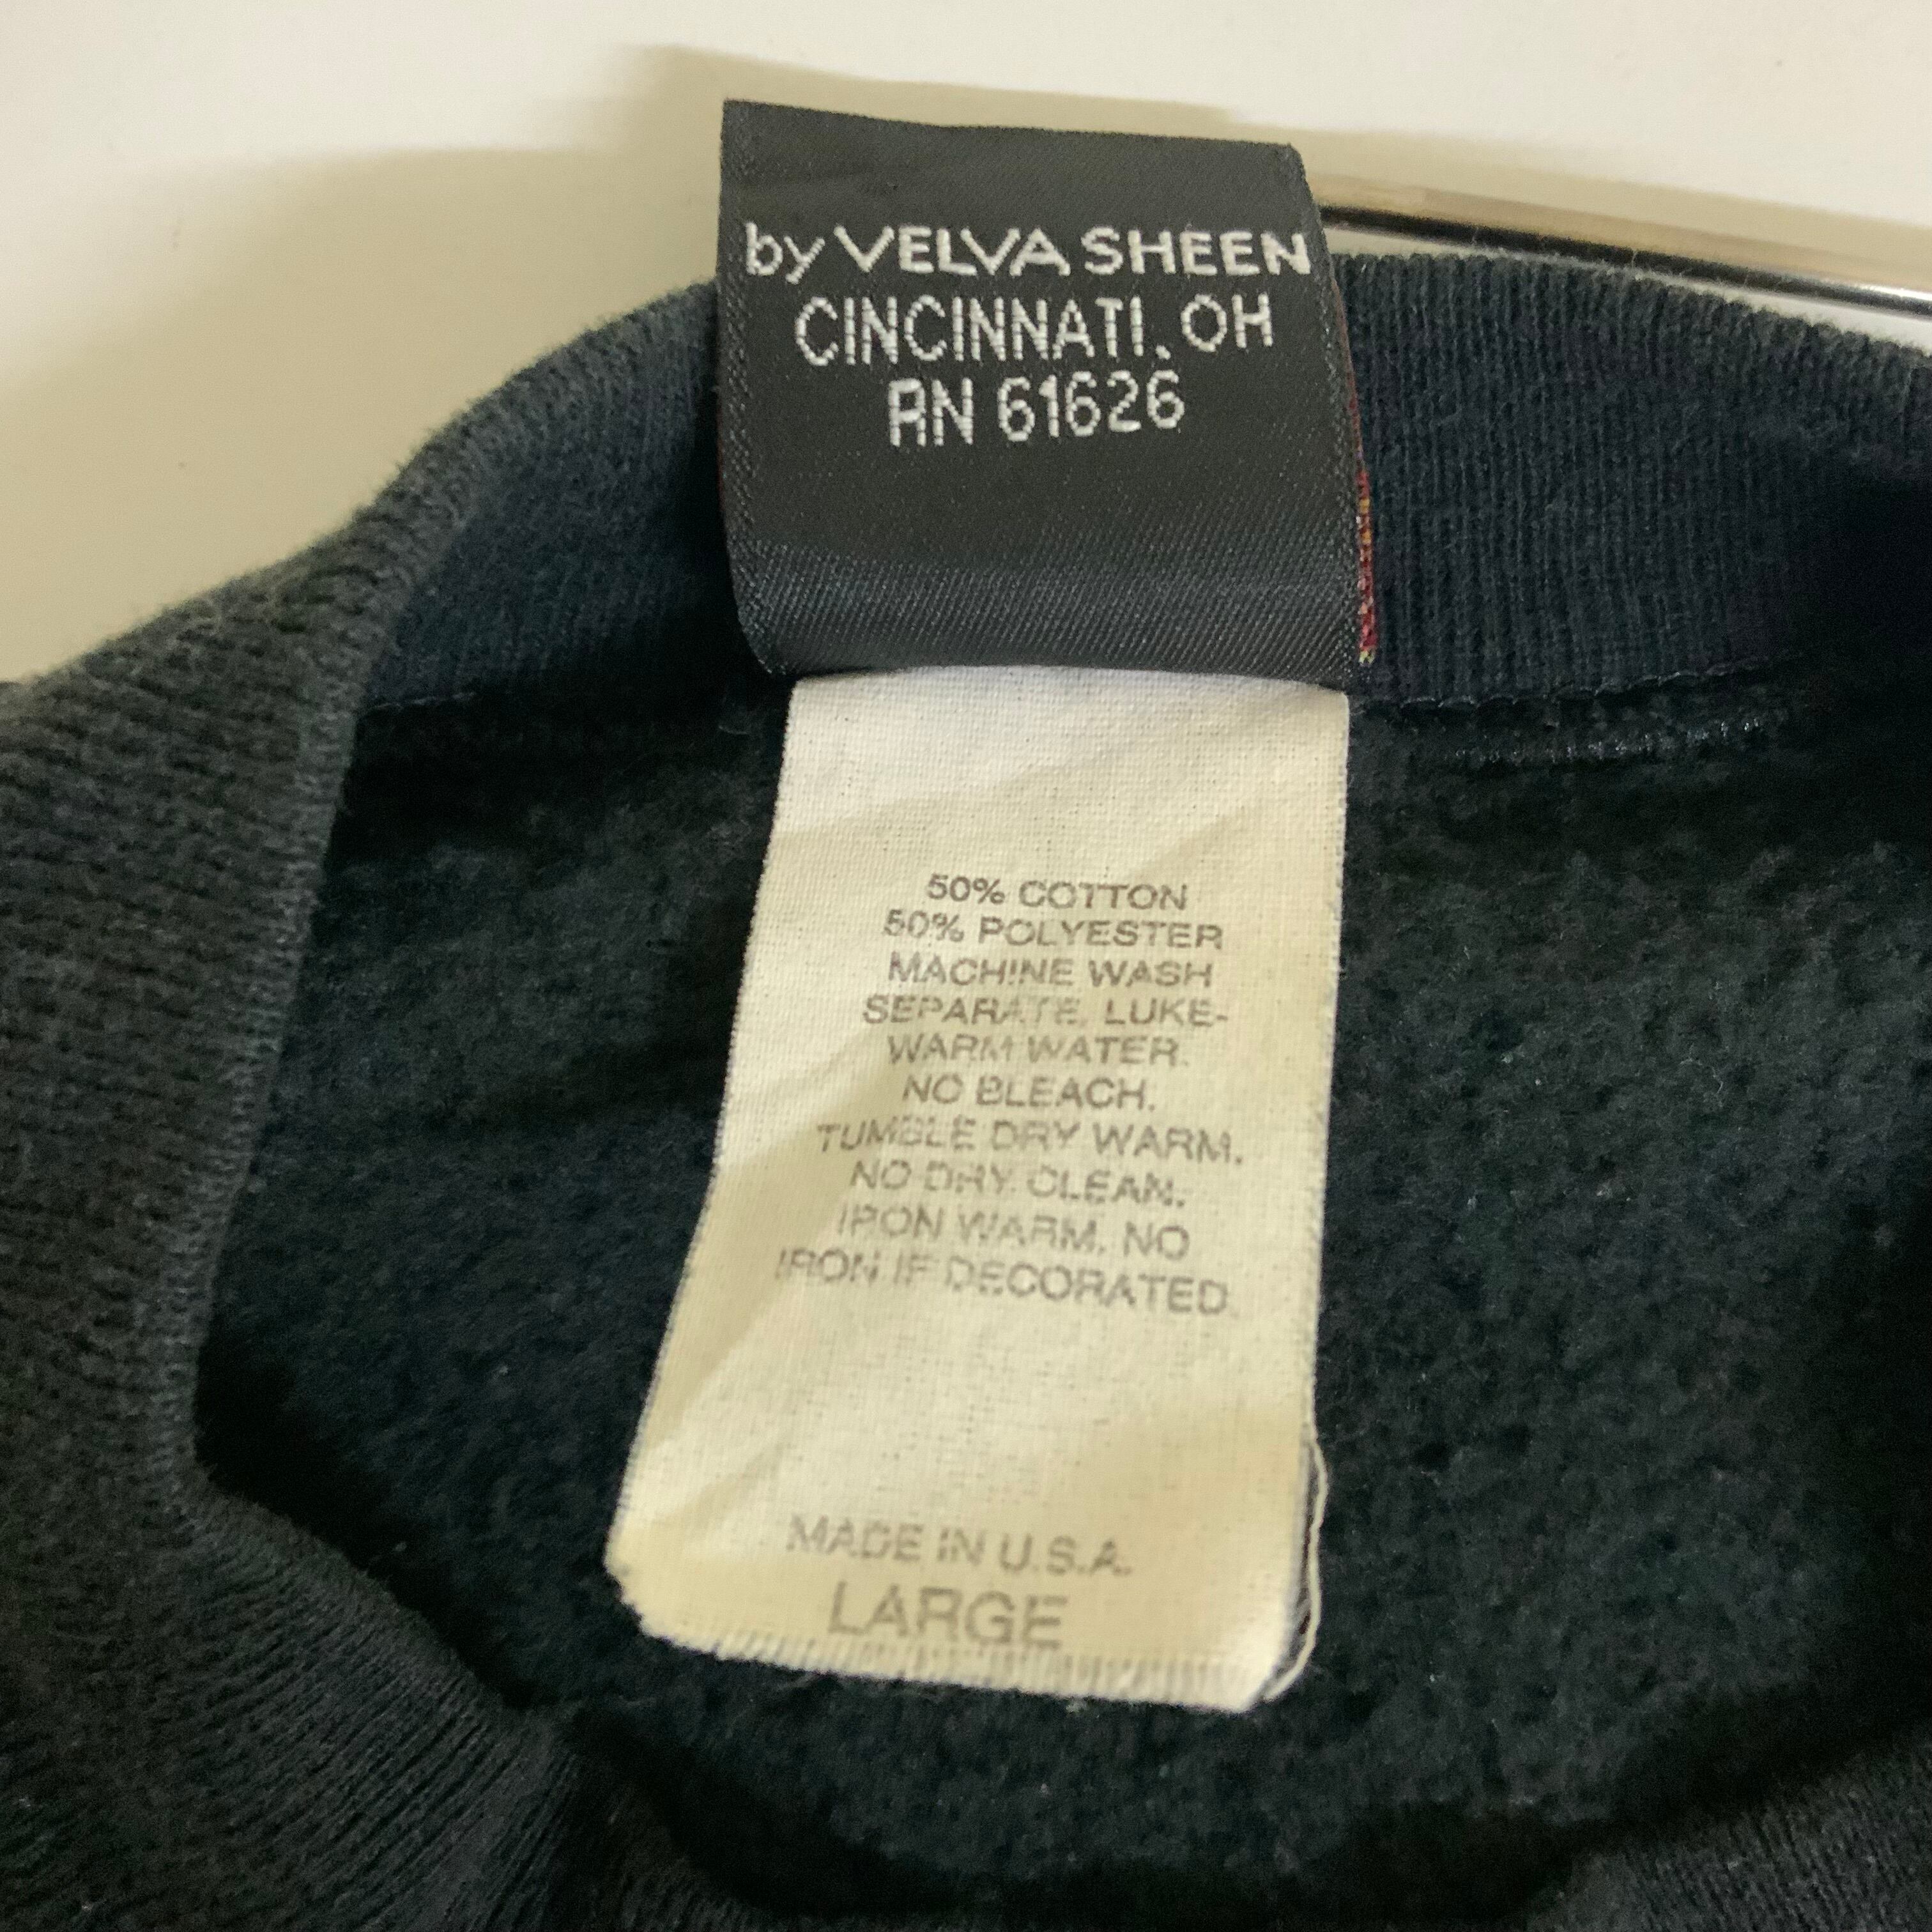 by VELVA SHEEN
CINCINNATI, OH
RN 61626
50% COTTON
50% POLYESTER
MACHINE WASH
SEPARATE, LUKE-
WARM WATER.
NO BLEACH.
TUMBLE DRY WARM.
NO DRY CLEAN.
IRON WARM. NO
IRON IF DECORATED.
MADE IN U.S.A.
LARGE